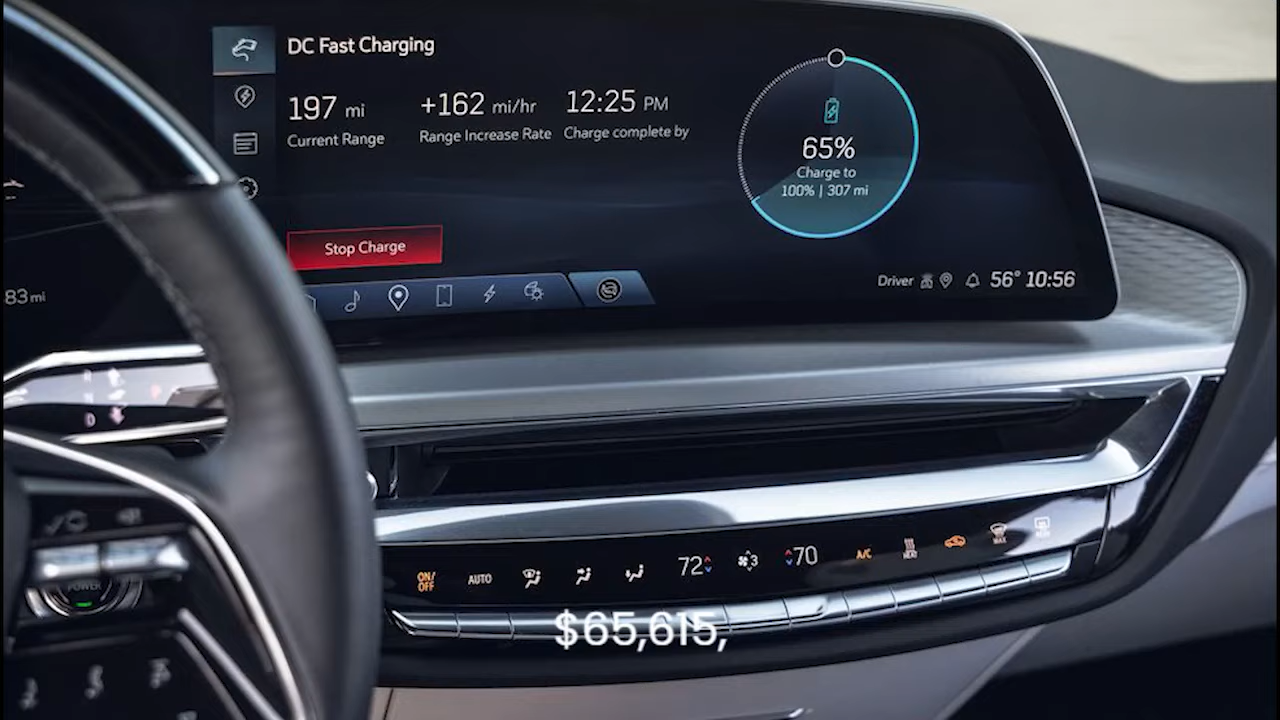 DC Fast Charging
197 mi
Current Range
+162 mi/hr
Range Increase Rate
12:25 PM
Charge complete by
65%
Charge to
100% | 307 mi
Stop Charge
83 mi
Driver
56° 10:56
ON/
OFF
AUTO
72
3
70
A/C
HEAT
MAX
POWER
$65,615,